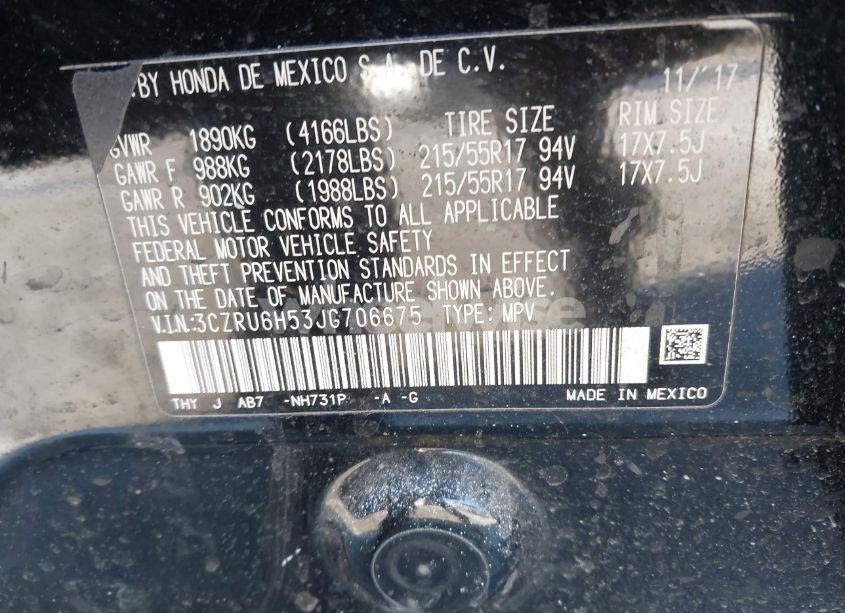 BY HONDA DE MEXICO S.A. DE C.V. 11/'17
GVWR 1890KG (4166LBS) TIRE SIZE RIM SIZE
GAWR F 988KG (2178LBS) 215/55R17 94V 17X7.5J
GAWR R 902KG (1988LBS) 215/55R17 94V 17X7.5J
THIS VEHICLE CONFORMS TO ALL APPLICABLE
FEDERAL MOTOR VEHICLE SAFETY
AND THEFT PREVENTION STANDARDS IN EFFECT
ON THE DATE OF MANUFACTURE SHOWN ABOVE.
V.I.N:3CZRU6H53JG706675 TYPE: MPV
THY J AB7 -NH731P -A -G MADE IN MEXICO